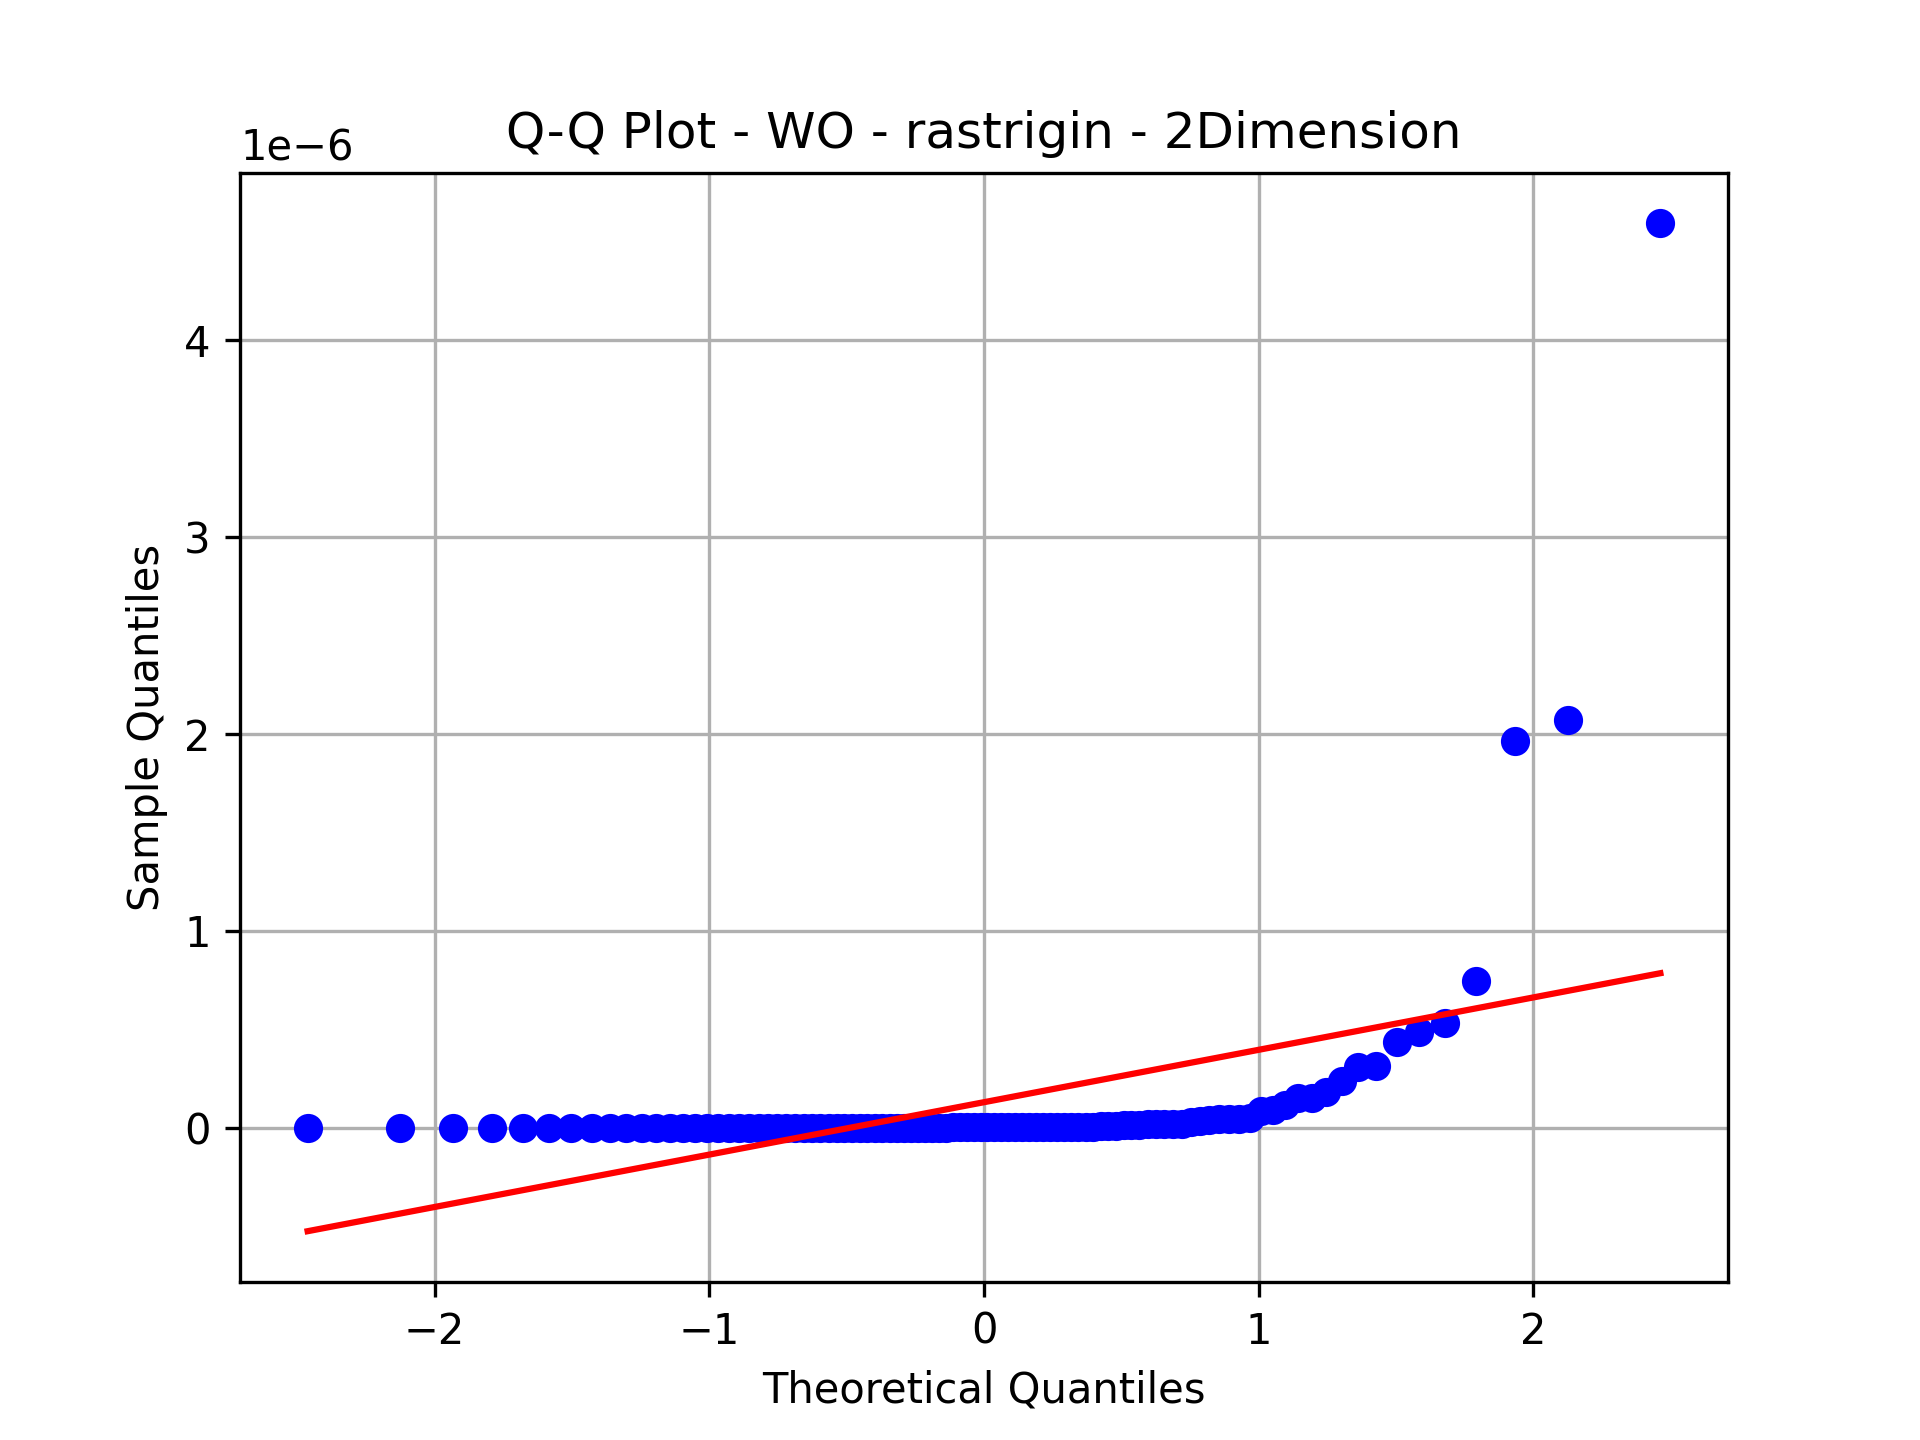 Q-Q Plot - WO - rastrigin - 2Dimension
1e−6
4
3
2
1
0
Sample Quantiles
−2 −1 0 1 2
Theoretical Quantiles